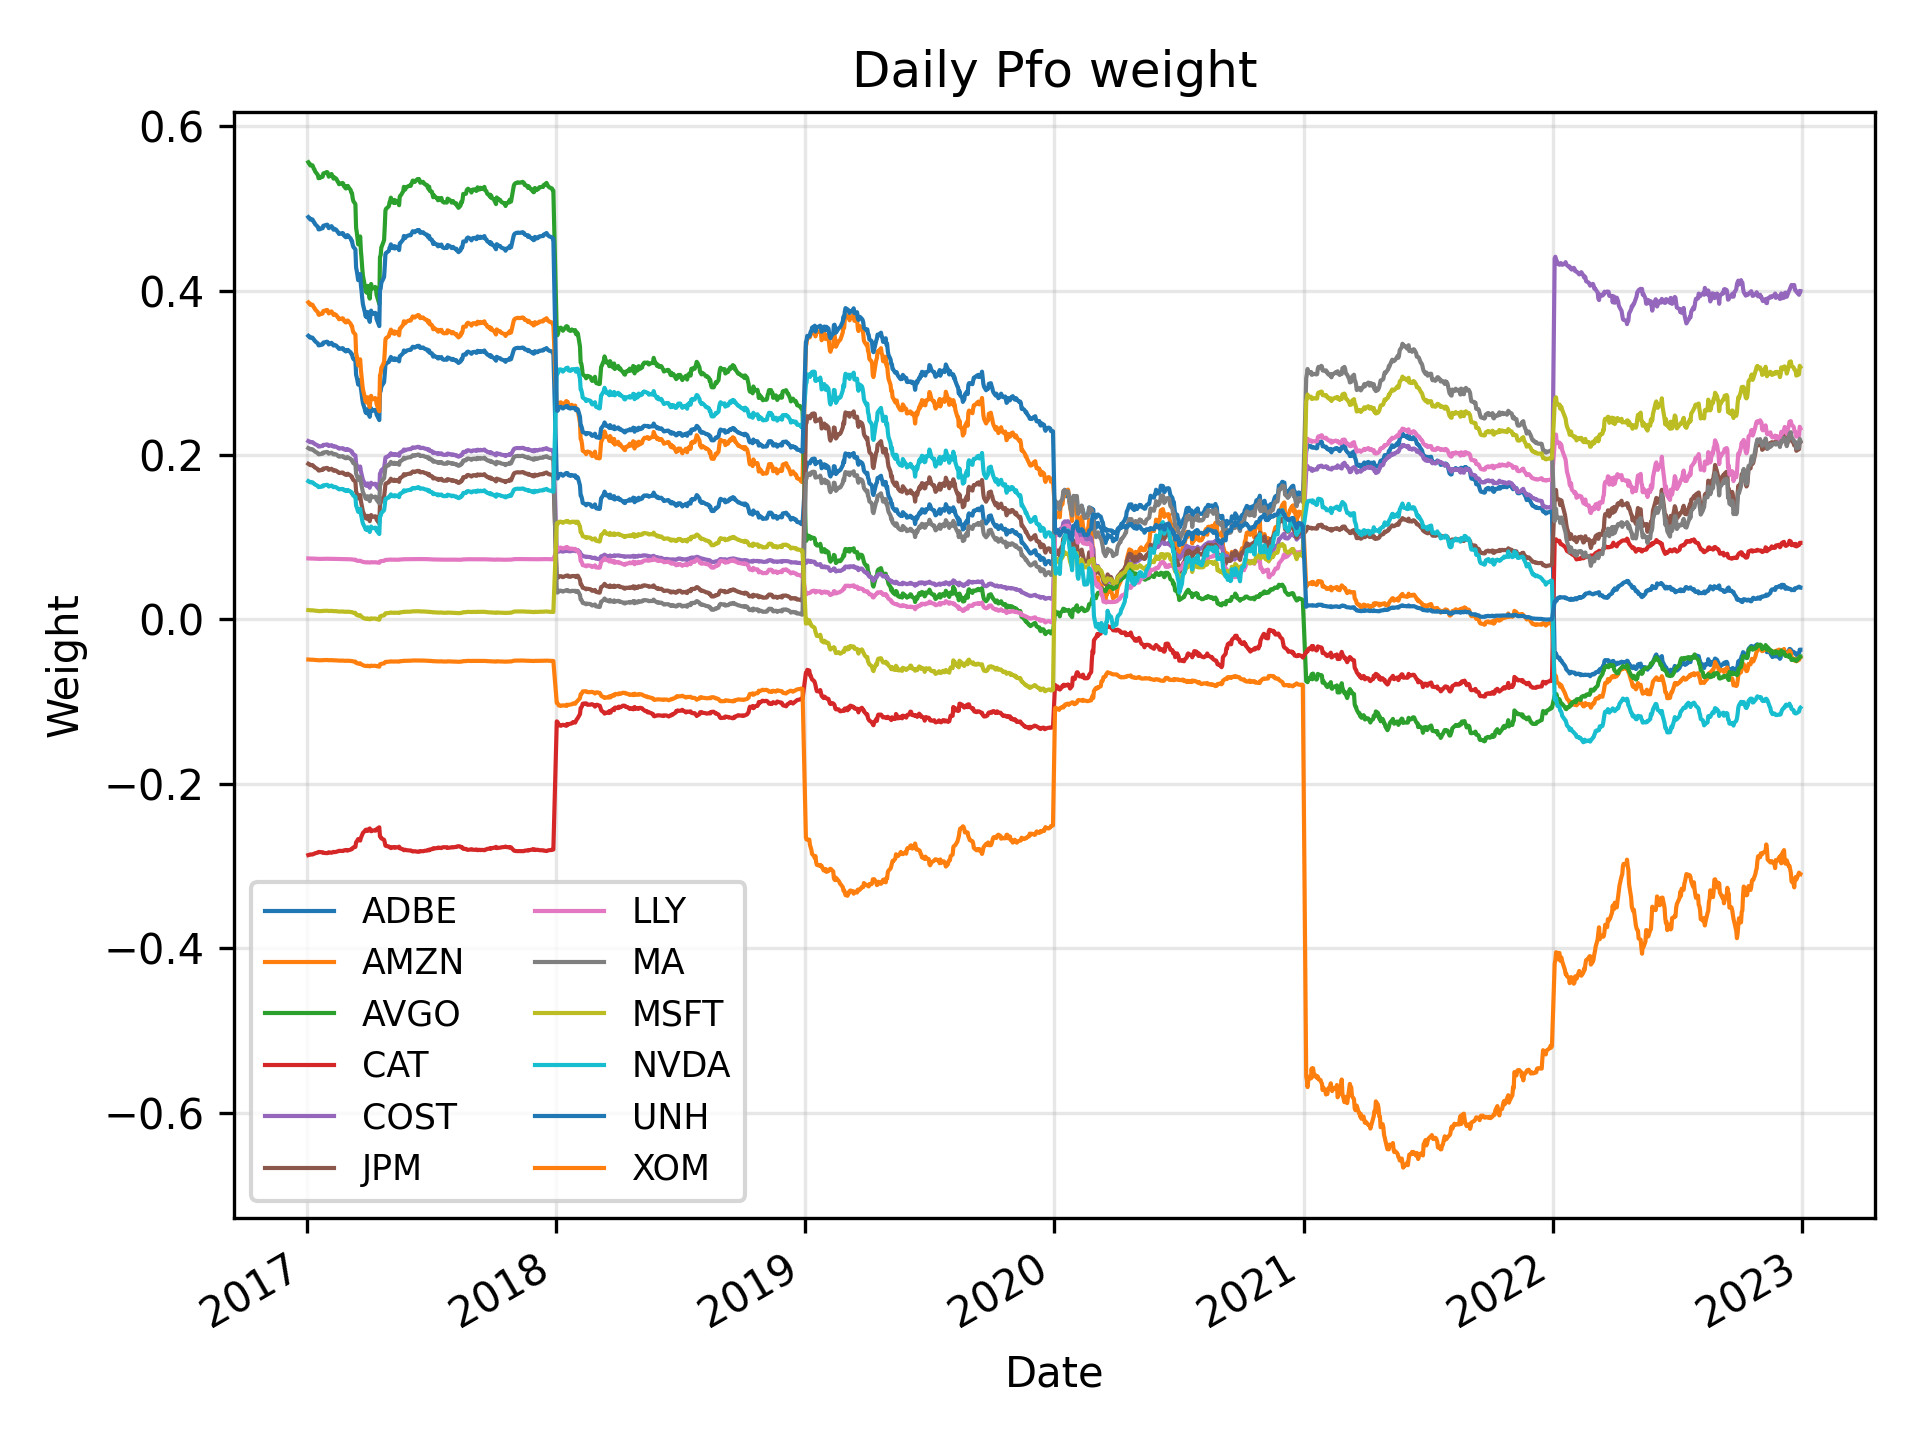 Daily Pfo weight
0.6
0.4
0.2
0.0
−0.2
−0.4
−0.6
Weight
ADBE
AMZN
AVGO
CAT
COST
JPM
LLY
MA
MSFT
NVDA
UNH
XOM
2017
2018
2019
2020
2021
2022
2023
Date